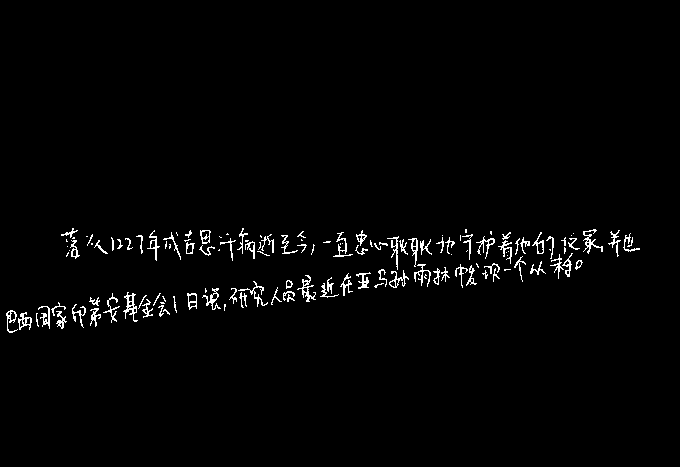 落从1227年成吉思汗病逝至今,一直忠心耿耿地守护着他的陵冢,并也
巴西国家印第安基金会1日说,研究人员最近在亚马孙雨林中发现一个从未和